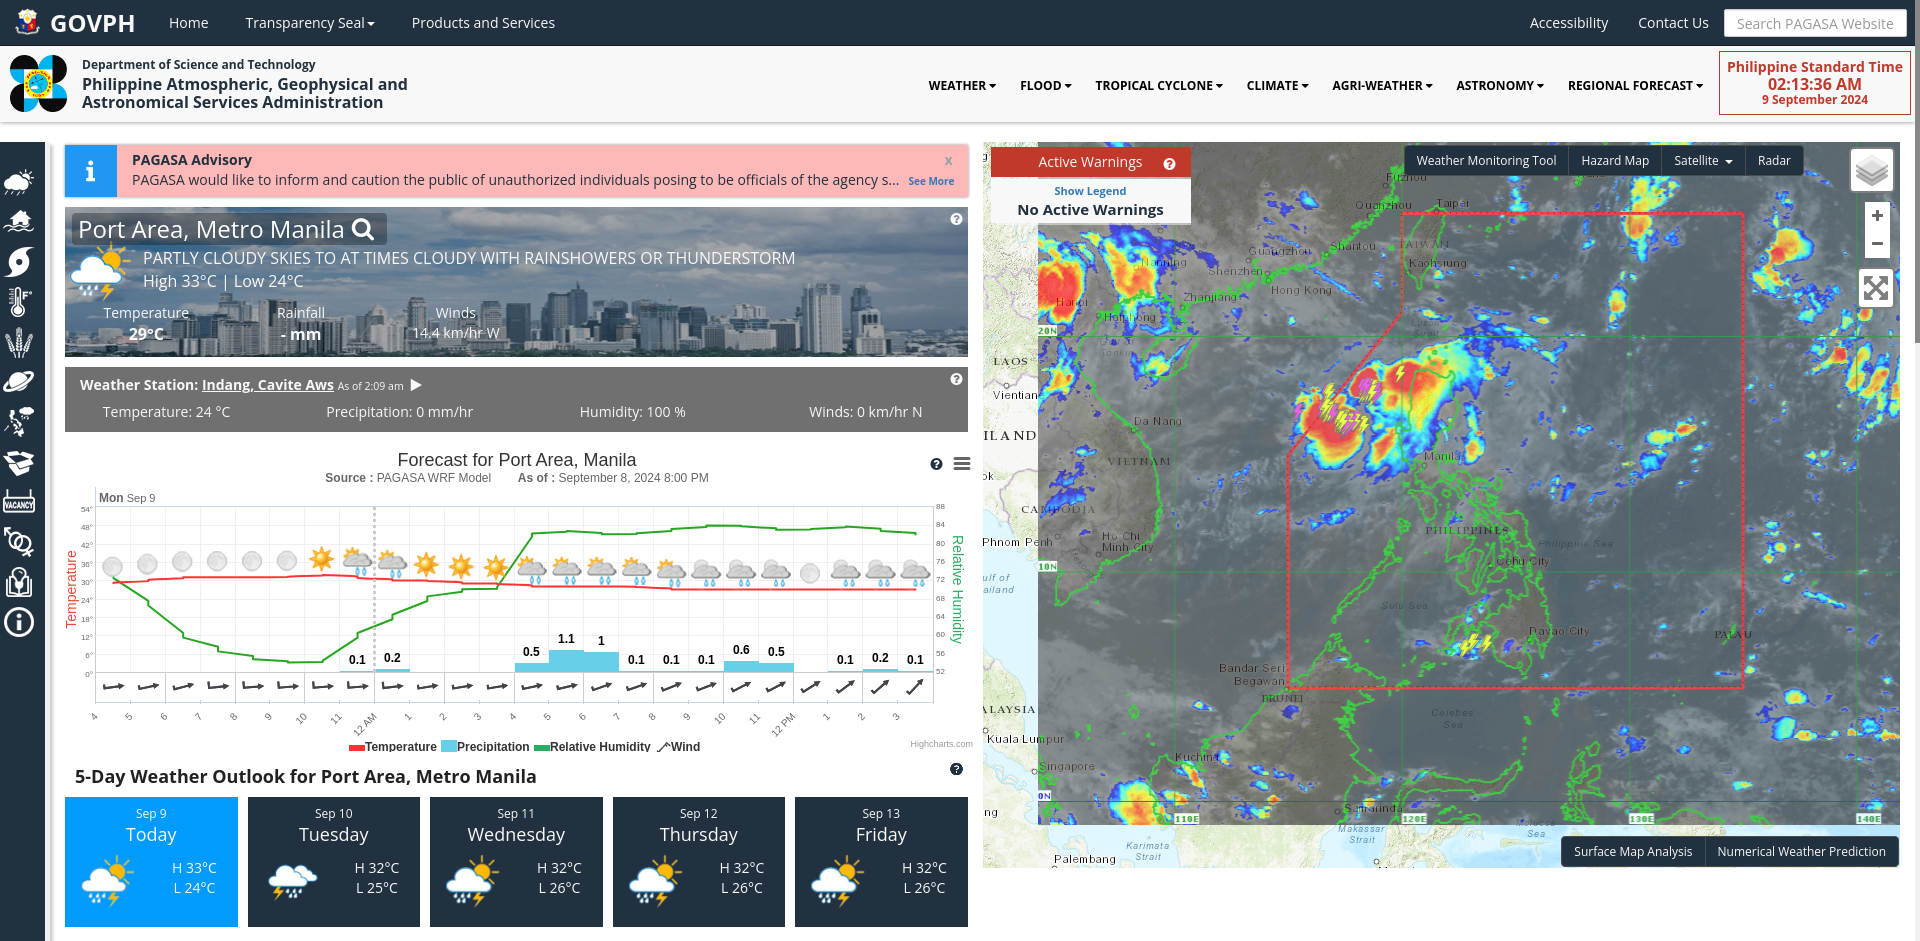 GOVPH
Home
Transparency Seal
Products and Services
Accessibility
Contact Us
Search PAGASA Website
Department of Science and Technology
Philippine Atmospheric, Geophysical and
Astronomical Services Administration
WEATHER
FLOOD
TROPICAL CYCLONE
CLIMATE
AGRI-WEATHER
ASTRONOMY
REGIONAL FORECAST
Philippine Standard Time
02:13:36 AM
9 September 2024
PAGASA Advisory
x
PAGASA would like to inform and caution the public of unauthorized individuals posing to be officials of the agency s... See More
Port Area, Metro Manila
PARTLY CLOUDY SKIES TO AT TIMES CLOUDY WITH RAINSHOWERS OR THUNDERSTORM
High 33°C | Low 24°C
Temperature
Rainfall
Winds
29°C
- mm
14.4 km/hr W
Weather Station: Indang, Cavite Aws As of 2:09 am
Temperature: 24 °C
Precipitation: 0 mm/hr
Humidity: 100 %
Winds: 0 km/hr N
Forecast for Port Area, Manila
Source : PAGASA WRF Model As of : September 8, 2024 8:00 PM
Mon Sep 9
54°
48°
42°
36°
30°
24°
18°
12°
6°
0°
Temperature
88
84
80
76
72
68
64
60
56
52
Relative Humidity
0.1
0.2
0.5
1.1
1
0.1
0.1
0.1
0.6
0.5
0.1
0.2
0.1
4
5
6
7
8
9
10
11
12 AM
1
2
3
4
5
6
7
8
9
10
11
12 PM
1
2
3
Temperature
Precipitation
Relative Humidity
Wind
Highcharts.com
5-Day Weather Outlook for Port Area, Metro Manila
Sep 9
Today
H 33°C
L 24°C
Sep 10
Tuesday
H 32°C
L 25°C
Sep 11
Wednesday
H 32°C
L 26°C
Sep 12
Thursday
H 32°C
L 26°C
Sep 13
Friday
H 32°C
L 26°C
VACANCY
Active Warnings
Show Legend
No Active Warnings
Weather Monitoring Tool
Hazard Map
Satellite
Radar
+
−
Fuzhou
Quanzhou
Taipei
Shantou
TAIWAN
Guangzhou
Kaohsiung
Nanning
Shenzhen
Hong Kong
Zhanjiang
Hanoi
Haiphong
20N
LAOS
Vientian
Da Nang
ILAND
VIETNAM
Manila
ok
CAMBODIA
PHILIPPINES
Philippine Sea
Phnom Penh
Ho Chi
Minh City
Cebu City
10N
ulf of
ailand
Sulu Sea
Davao City
PALAU
Bandar Seri
Begawan
BRUNEI
ALAYSIA
Celebes
Sea
Kuala Lumpur
Kuching
Singapore
0N
ng
Samarinda
110E
120E
130E
140E
Makassar
Strait
Molucca
Sea
Karimata
Strait
Palembang
Surface Map Analysis
Numerical Weather Prediction